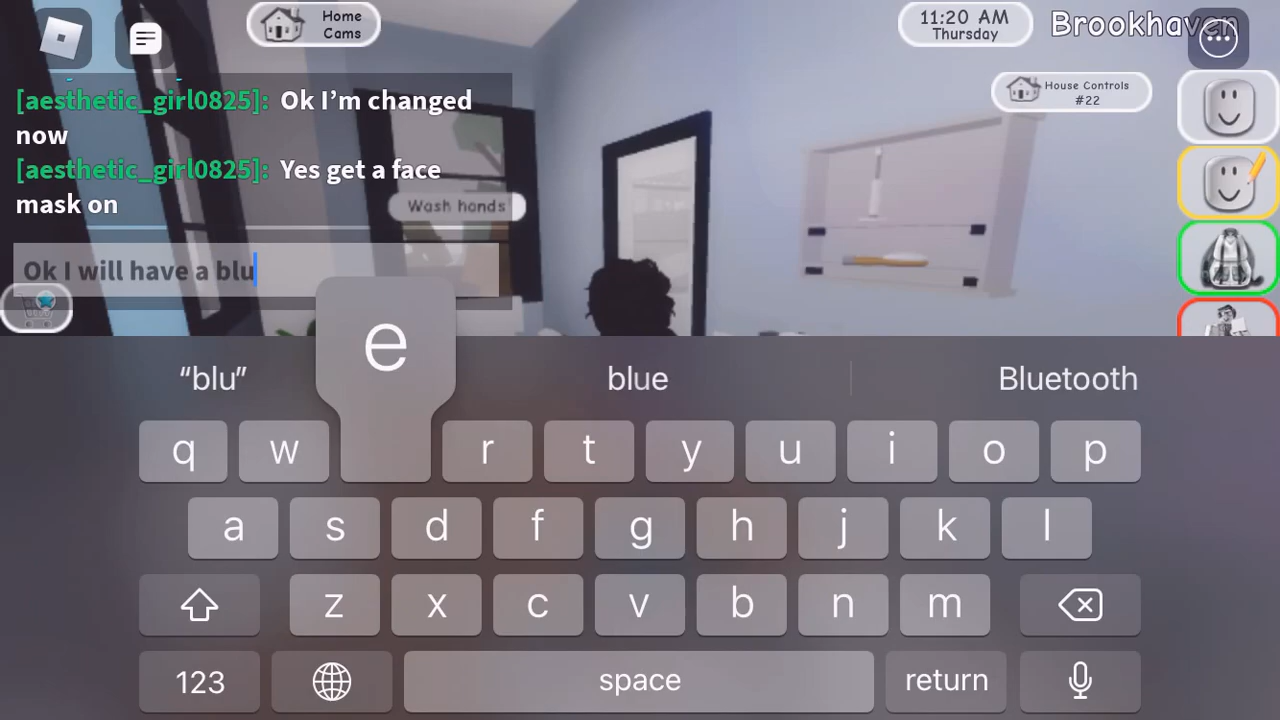 Home
Cams
11:20 AM
Thursday
Brookhaven
House Controls
#22
[aesthetic_girl0825]: Ok I’m changed
now
[aesthetic_girl0825]: Yes get a face
mask on
Wash hands
Ok I will have a blu
e
“blu”
blue
Bluetooth
q w r t y u i o p
a s d f g h j k l
z x c v b n m
123 space return